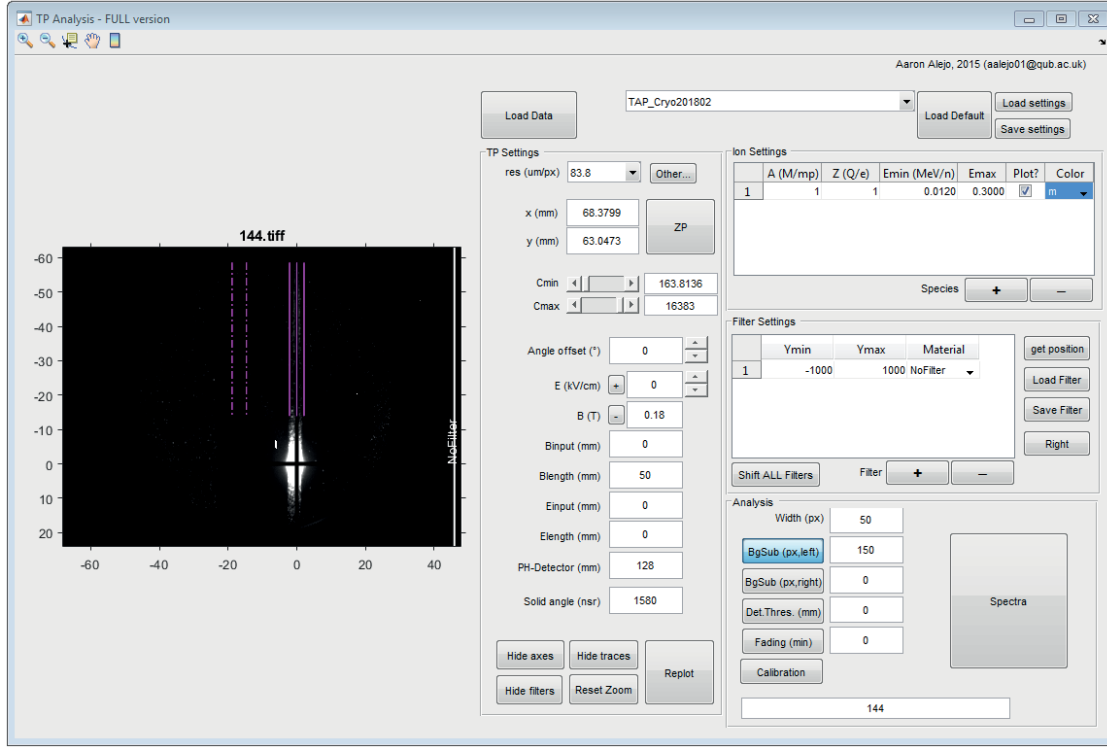 TP Analysis - FULL version
Aaron Alejo, 2015 (aalejo01@qub.ac.uk)
Load Data
TAP_Cryo201802
Load Default
Load settings
Save settings
TP Settings
res (um/px) 83.8 Other...
x (mm) 68.3799
y (mm) 63.0473
ZP
Cmin 163.8136
Cmax 16383
Angle offset (°) 0
E (kV/cm) + 0
B (T) - 0.18
Binput (mm) 0
Blength (mm) 50
Einput (mm) 0
Elength (mm) 0
PH-Detector (mm) 128
Solid angle (nsr) 1580
Hide axes Hide traces
Hide filters Reset Zoom
Replot
Ion Settings
A (M/mp) Z (Q/e) Emin (MeV/n) Emax Plot? Color
1 1 1 0.0120 0.3000 m
Species + —
Filter Settings
Ymin Ymax Material
1 -1000 1000 NoFilter
get position
Load Filter
Save Filter
Right
Shift ALL Filters Filter + —
Analysis
Width (px) 50
BgSub (px,left) 150
BgSub (px,right) 0
Det.Thres. (mm) 0
Fading (min) 0
Calibration
Spectra
144
144.tiff
-60
-50
-40
-30
-20
-10
0
10
20
-60 -40 -20 0 20 40
NoFilter